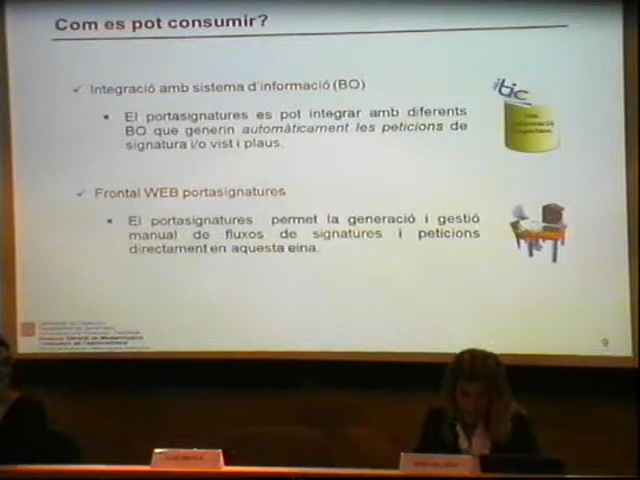 Com es pot consumir?
✓ Integració amb sistema d'informació (BO)
▪ El portasignatures es pot integrar amb diferents
BO que generin automàticament les peticions de
signatura i/o vist i plaus.
✓ Frontal WEB portasignatures
▪ El portasignatures permet la generació i gestió
manual de fluxos de signatures i peticions
directament en aquesta eina.
itic
9